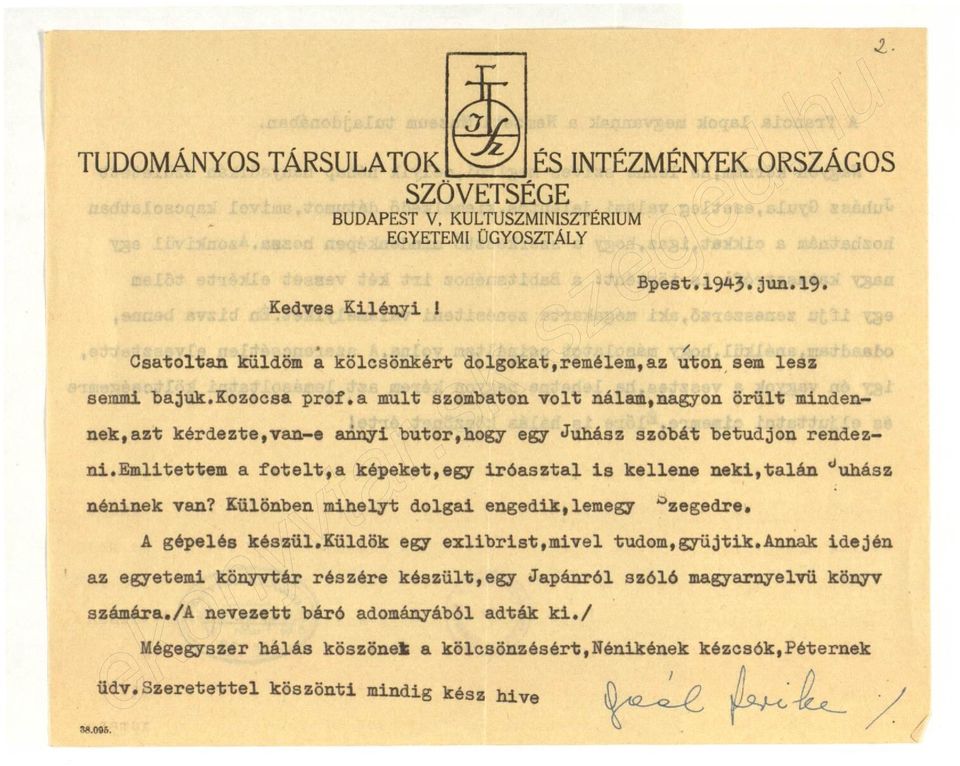 2.
TUDOMÁNYOS TÁRSULATOK ÉS INTÉZMÉNYEK ORSZÁGOS
SZÖVETSÉGE
BUDAPEST V, KULTUSZMINISZTÉRIUM
EGYETEMI ÜGYOSZTÁLY
Bpest.1943.jun.19.
Kedves Kilényi !
Csatoltan küldöm a kölcsönkért dolgokat,remélem,az úton sem lesz
semmi bajuk.Kozocsa prof.a mult szombaton volt nálam,nagyon örült minden-
nek,azt kérdezte,van-e annyi butor,hogy egy Juhász szobát betudjon rendez-
ni.Emlitettem a fotelt,a képeket,egy iróasztal is kellene neki,talán Juhász
néninek van? Különben mihelyt dolgai engedik,lemegy Szegedre.
A gépelés készül.Küldök egy exlibrist,mivel tudom,gyüjtik.Annak idején
az egyetemi könyvtár részére készült,egy Japánról szóló magyarnyelvü könyv
számára./A nevezett báró adományából adták ki./
Mégegyszer hálás köszönet a kölcsönzésért,Nénikének kézcsók,Péternek
üdv.Szeretettel köszönti mindig kész hive
Gaál Ferike
38.095.